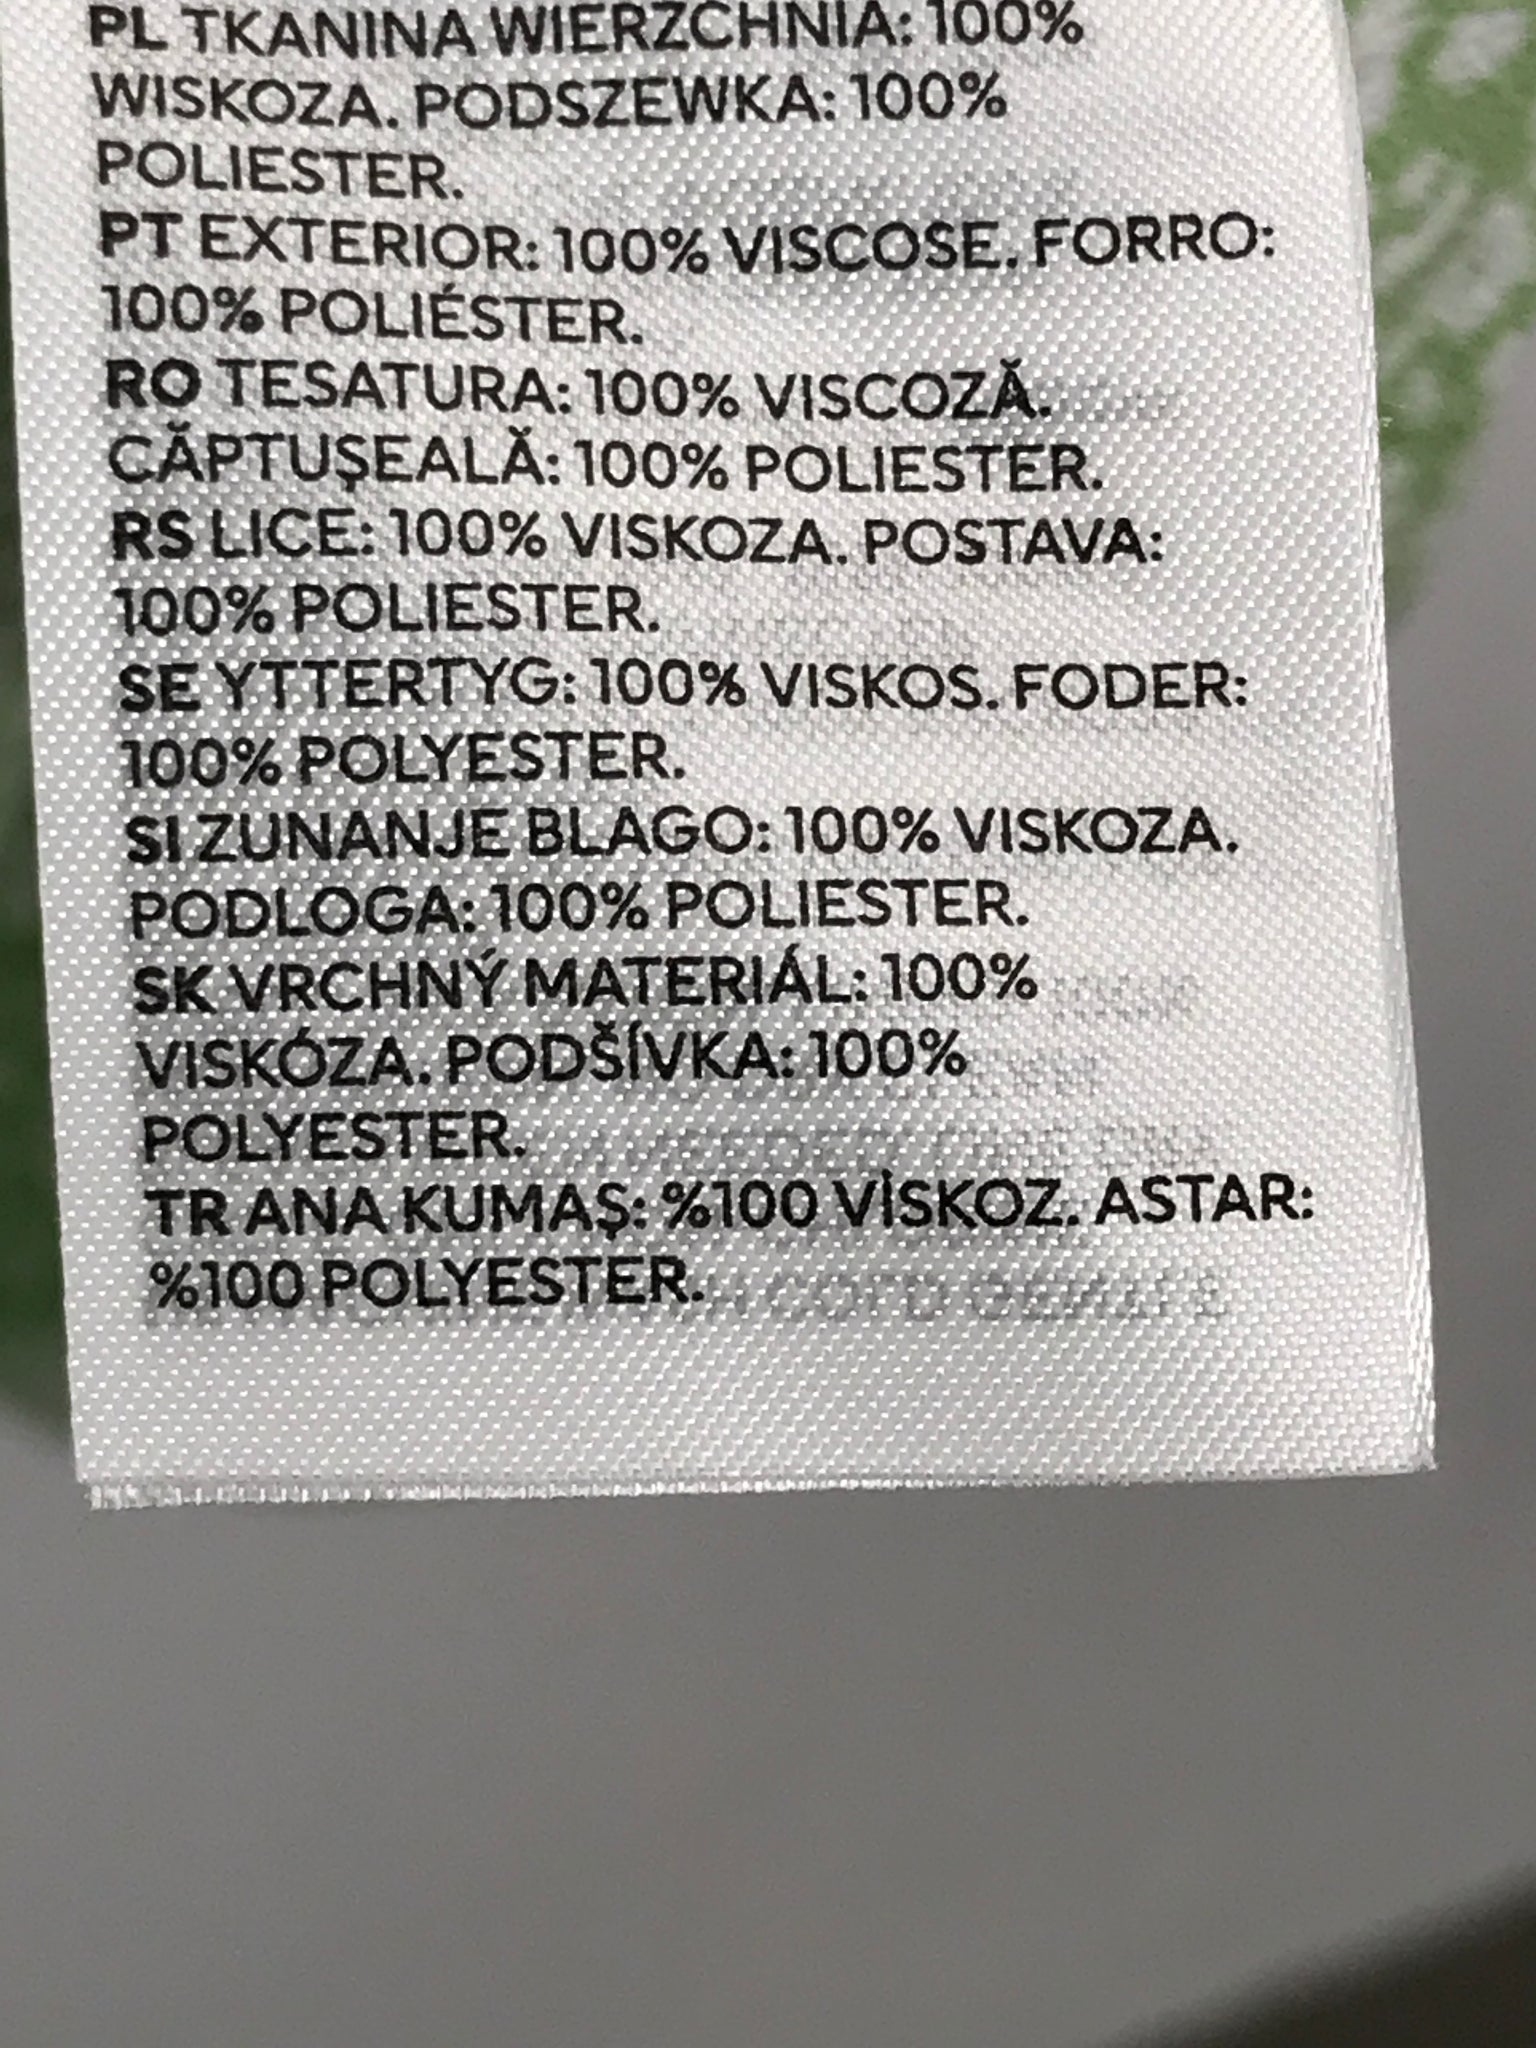 PL TKANINA WIERZCHNIA: 100%
WISKOZA. PODSZEWKA: 100%
POLIESTER.
PT EXTERIOR: 100% VISCOSE. FORRO:
100% POLIÉSTER.
RO TESATURA: 100% VISCOZĂ.
CĂPTUȘEALĂ: 100% POLIESTER.
RS LICE: 100% VISKOZA. POSTAVA:
100% POLIESTER.
SE YTTERTYG: 100% VISKOS. FODER:
100% POLYESTER.
SI ZUNANJE BLAGO: 100% VISKOZA.
PODLOGA: 100% POLIESTER.
SK VRCHNÝ MATERIÁL: 100%
VISKÓZA. PODŠÍVKA: 100%
POLYESTER.
TR ANA KUMAŞ: %100 VİSKOZ. ASTAR:
%100 POLYESTER.